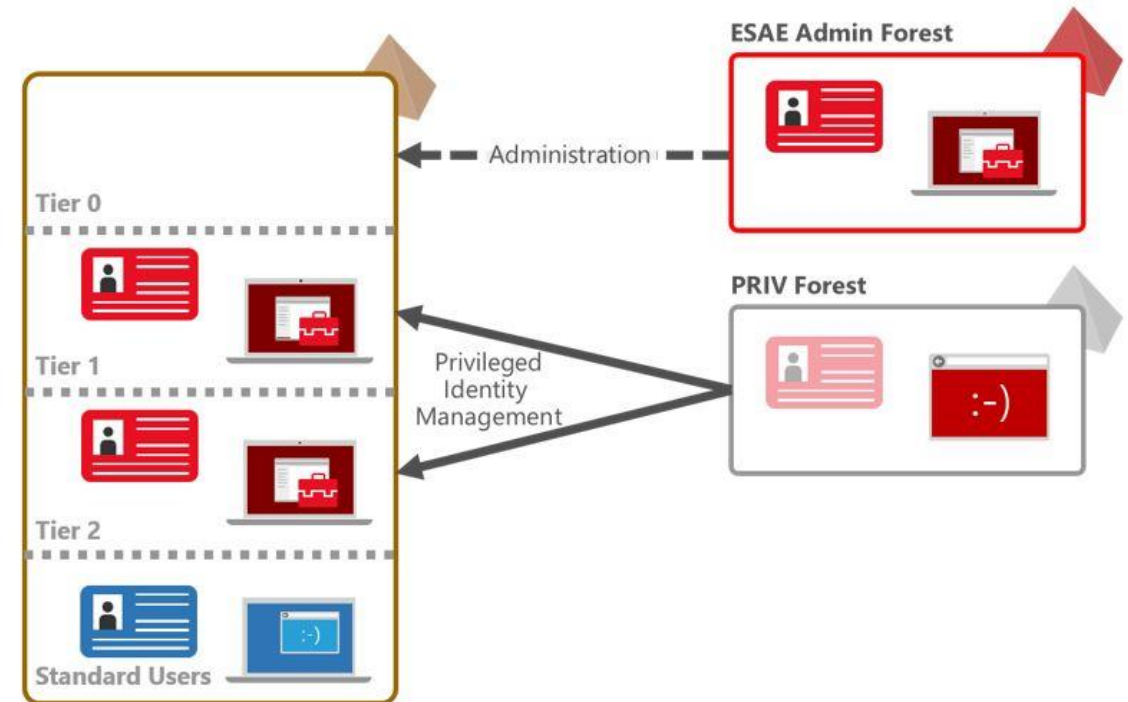 ESAE Admin Forest
Administration
Tier 0
PRIV Forest
Tier 1
Privileged
Identity
Management
Tier 2
:-)
:-)
Standard Users